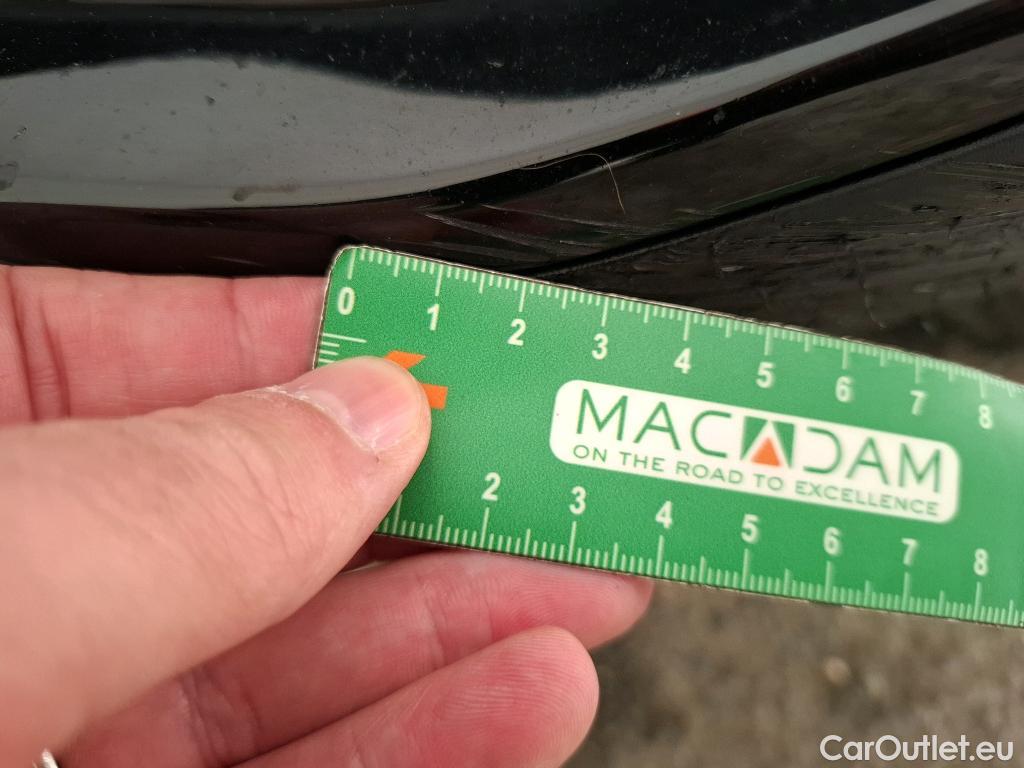 0 1 2 3 4 5 6 7 8
MACADAM
ON THE ROAD TO EXCELLENCE
2 3 4 5 6 7 8
CarOutlet.eu